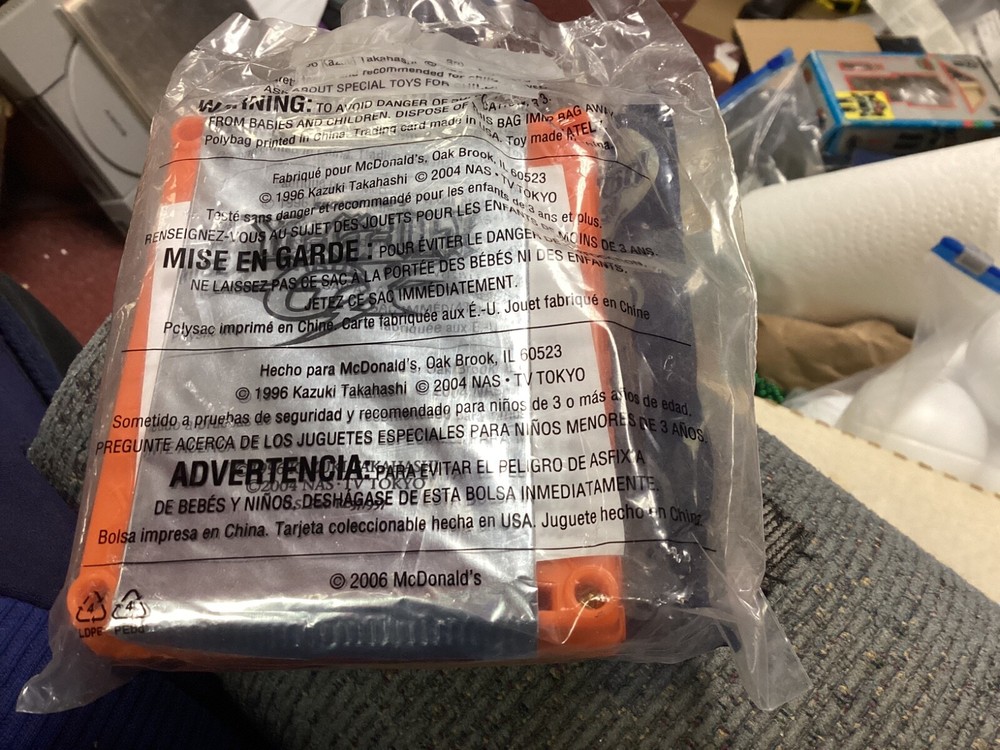 recommended for
ASK ABOUT SPECIAL TOYS FOR
WARNING: TO AVOID DANGER OF
FROM BABIES AND CHILDREN. DISPOSE OF THIS BAG
Polybag printed in China. Trading card made in USA. Toy made
Fabriqué pour McDonald's, Oak Brook, IL 60523
© 1996 Kazuki Takahashi © 2004 NAS • TV TOKYO
Testé sans danger et recommandé pour les enfants de 3 ans et plus.
RENSEIGNEZ-VOUS AU SUJET DES JOUETS POUR LES ENFANTS DE MOINS DE 3 ANS.
MISE EN GARDE : POUR ÉVITER LE DANGER
NE LAISSEZ PAS CE SAC À LA PORTÉE DES BÉBÉS NI DES ENFANTS.
JETEZ CE SAC IMMÉDIATEMENT.
Polysac imprimé en Chine. Carte fabriquée aux É.-U. Jouet fabriqué en Chine
Hecho para McDonald's, Oak Brook, IL 60523
© 1996 Kazuki Takahashi © 2004 NAS • TV TOKYO
Sometido a pruebas de seguridad y recomendado para niños de 3 o más años de edad.
PREGUNTE ACERCA DE LOS JUGUETES ESPECIALES PARA NIÑOS MENORES DE 3 AÑOS.
ADVERTENCIA: PARA EVITAR EL PELIGRO DE ASFIXIA
DE BEBÉS Y NIÑOS, DESHÁGASE DE ESTA BOLSA INMEDIATAMENTE.
©2004 NAS • TV TOKYO
Bolsa impresa en China. Tarjeta coleccionable hecha en USA. Juguete hecho en China.
© 2006 McDonald's
4 4
LDPE